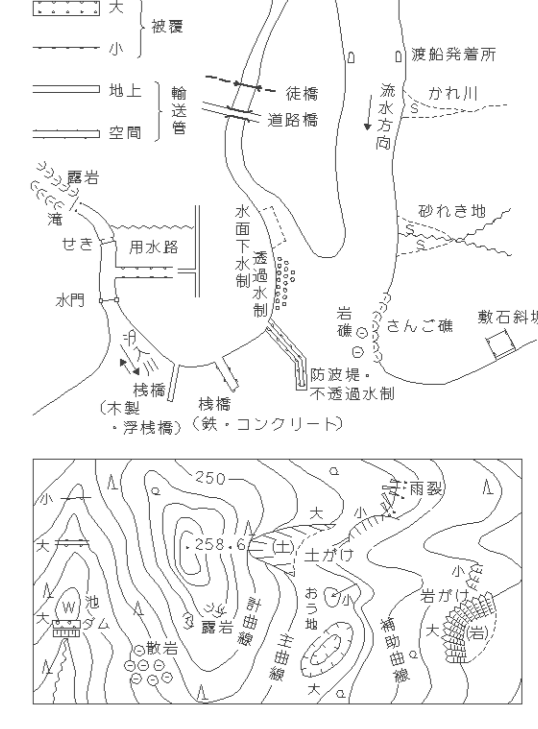 大
小
被覆
地上
空間
輸送管
徒橋
道路橋
渡船発着所
かれ川
流水方向
S
露岩
滝
せき
用水路
水門
水面下水制
透過水制
砂れき地
S
S
岩礁
さんご礁
敷石斜坂
桟橋
(木製
・浮桟橋)
桟橋
(鉄・コンクリート)
防波堤・
不透過水制
250
258.6
小
大
大
W
池
ダム
散岩
露岩
計曲線
主曲線
補助曲線
大
小
雨裂
(土)
土がけ
おう地
小
大
小
岩がけ
大
(岩)